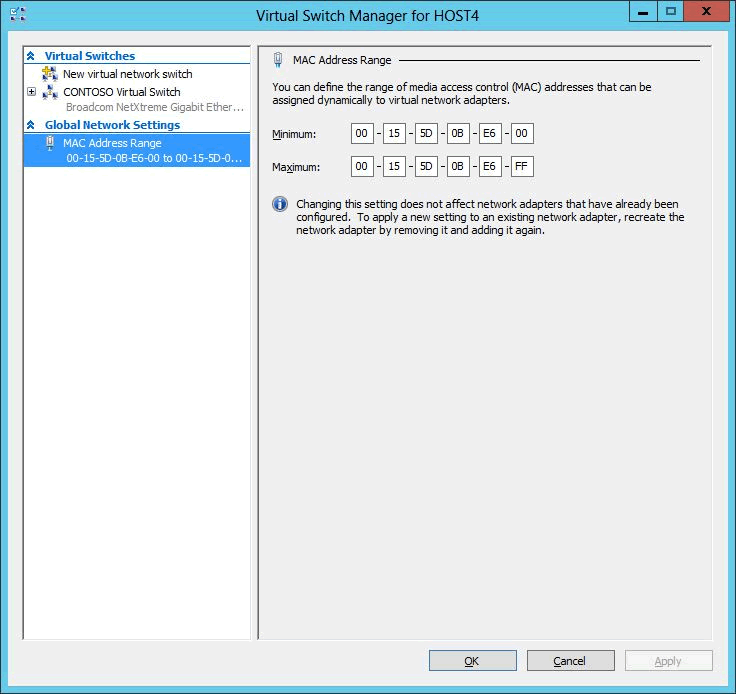 Virtual Switch Manager for HOST4
Virtual Switches
New virtual network switch
CONTOSO Virtual Switch
Broadcom NetXtreme Gigabit Ether...
Global Network Settings
MAC Address Range
00-15-5D-0B-E6-00 to 00-15-5D-0...
MAC Address Range
You can define the range of media access control (MAC) addresses that can be
assigned dynamically to virtual network adapters.
Minimum: 00 - 15 - 5D - 0B - E6 - 00
Maximum: 00 - 15 - 5D - 0B - E6 - FF
Changing this setting does not affect network adapters that have already been
configured. To apply a new setting to an existing network adapter, recreate the
network adapter by removing it and adding it again.
OK Cancel Apply